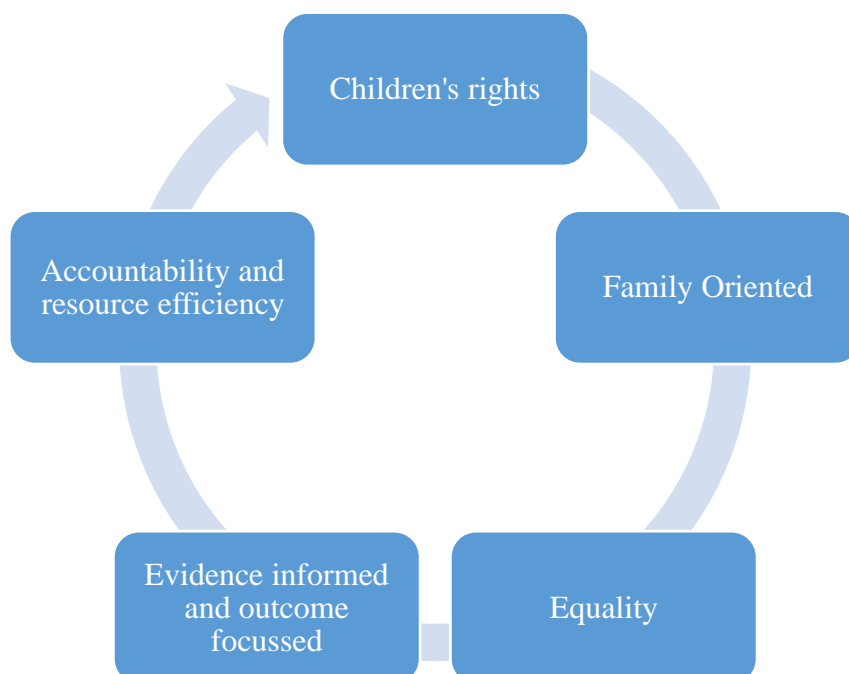 Children's rights
Family Oriented
Equality
Evidence informed
and outcome
focussed
Accountability and
resource efficiency